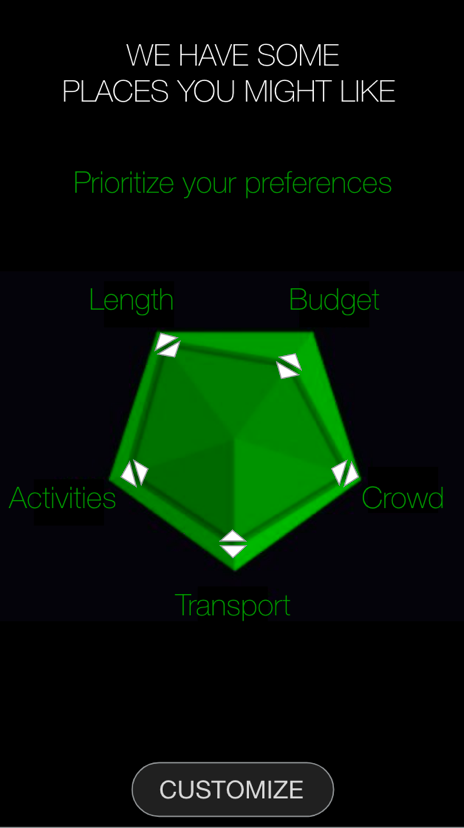 WE HAVE SOME
PLACES YOU MIGHT LIKE
Prioritize your preferences
Length
Budget
Activities
Crowd
Transport
CUSTOMIZE